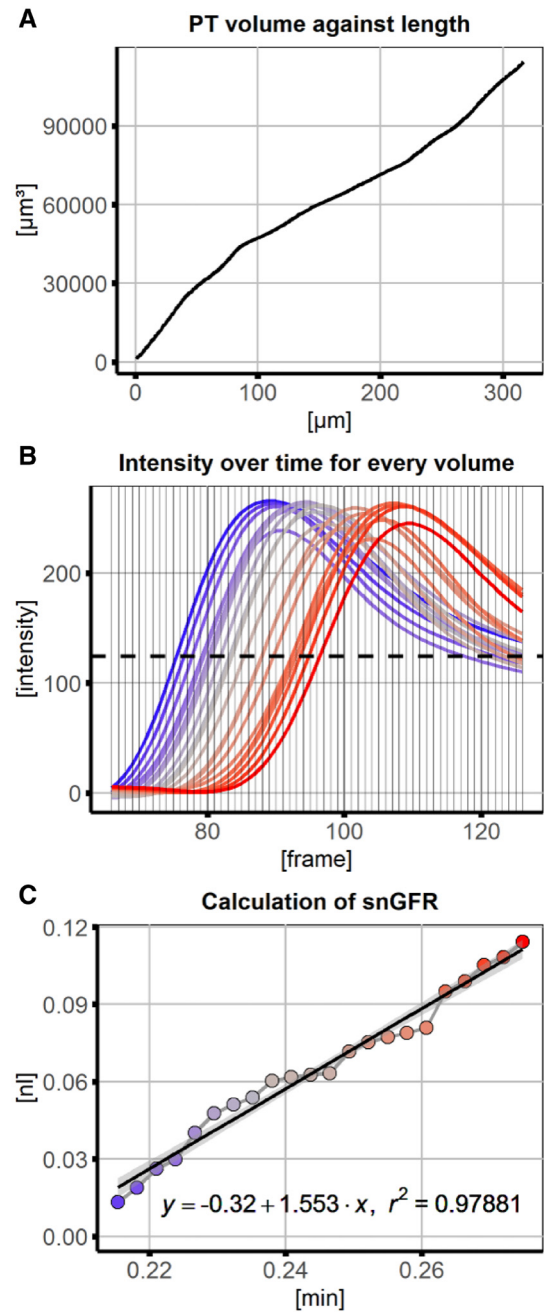 A
PT volume against length
90000
60000
30000
0
[µm³]
0 100 200 300
[µm]
B
Intensity over time for every volume
200
100
0
[intensity]
80 100 120
[frame]
C
Calculation of snGFR
0.12
0.09
0.06
0.03
0.00
[nl]
y = -0.32 + 1.553 · x, r² = 0.97881
0.22 0.24 0.26
[min]